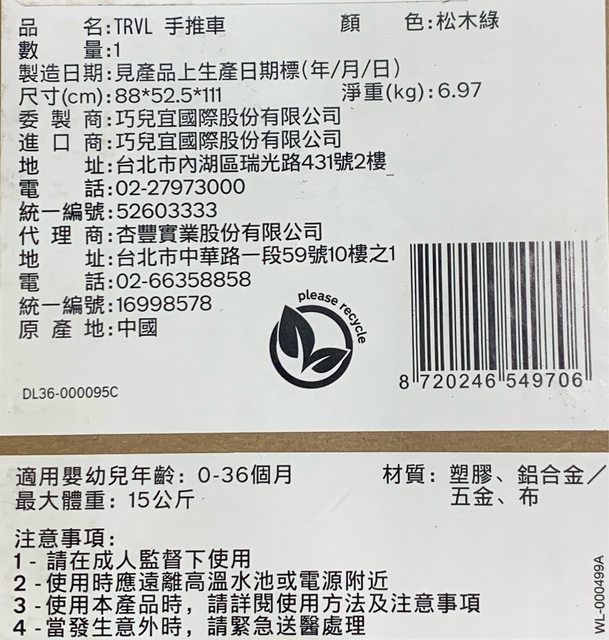 品 名:TRVL 手推車 顏 色:松木綠
數 量:1
製造日期:見產品上生產日期標(年/月/日)
尺寸(cm):88*52.5*111 淨重(kg):6.97
委 製 商:巧兒宜國際股份有限公司
進 口 商:巧兒宜國際股份有限公司
地 址:台北市內湖區瑞光路431號2樓
電 話:02-27973000
統一編號:52603333
代 理 商:杏豐實業股份有限公司
地 址:台北市中華路一段59號10樓之1
電 話:02-66358858
統一編號:16998578
原 產 地:中國
please recycle
8 720246 549706
DL36-000095C
適用嬰幼兒年齡: 0-36個月 材質: 塑膠、鋁合金/
最大體重: 15公斤 五金、布
注意事項:
1 - 請在成人監督下使用
2 - 使用時應遠離高溫水池或電源附近
3 - 使用本產品時，請詳閱使用方法及注意事項
4 - 當發生意外時，請緊急送醫處理
WL-000499A